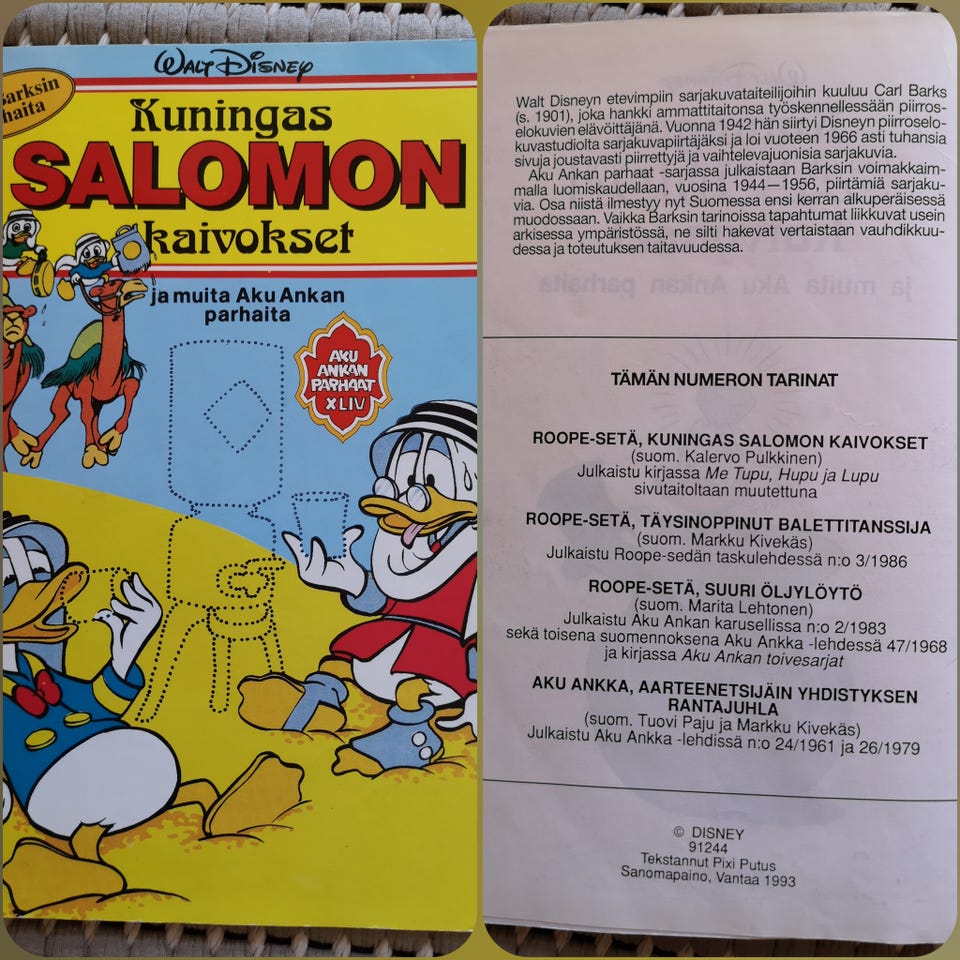 Walt Disney
Barksin
parhaita
Kuningas
SALOMON
kaivokset
ja muita Aku Ankan
parhaita
AKU
ANKAN
PARHAAT
XLIV
Walt Disneyn etevimpiin sarjakuvataiteilijoihin kuuluu Carl Barks
(s. 1901), joka hankki ammattitaitonsa työskennellessään piirros-
elokuvien elävöittäjänä. Vuonna 1942 hän siirtyi Disneyn piirroselo-
kuvastudiolta sarjakuvapiirtäjäksi ja loi vuoteen 1966 asti tuhansia
sivuja joustavasti piirrettyjä ja vaihtelevajuonisia sarjakuvia.
Aku Ankan parhaat -sarjassa julkaistaan Barksin voimakkaim-
malla luomiskaudellaan, vuosina 1944—1956, piirtämiä sarjaku-
via. Osa niistä ilmestyy nyt Suomessa ensi kerran alkuperäisessä
muodossaan. Vaikka Barksin tarinoissa tapahtumat liikkuvat usein
arkisessa ympäristössä, ne silti hakevat vertaistaan vauhdikkuu-
dessa ja toteutuksen taitavuudessa.
TÄMÄN NUMERON TARINAT
ROOPE-SETÄ, KUNINGAS SALOMON KAIVOKSET
(suom. Kalervo Pulkkinen)
Julkaistu kirjassa Me Tupu, Hupu ja Lupu
sivutaitoltaan muutettuna
ROOPE-SETÄ, TÄYSINOPPINUT BALETTITANSSIJA
(suom. Markku Kivekäs)
Julkaistu Roope-sedän taskulehdessä n:o 3/1986
ROOPE-SETÄ, SUURI ÖLJYLÖYTÖ
(suom. Marita Lehtonen)
Julkaistu Aku Ankan karusellissa n:o 2/1983
sekä toisena suomennoksena Aku Ankka -lehdessä 47/1968
ja kirjassa Aku Ankan toivesarjat
AKU ANKKA, AARTEENETSIJÄIN YHDISTYKSEN
RANTAJUHLA
(suom. Tuovi Paju ja Markku Kivekäs)
Julkaistu Aku Ankka -lehdissä n:o 24/1961 ja 26/1979
© DISNEY
91244
Tekstannut Pixi Putus
Sanomapaino, Vantaa 1993